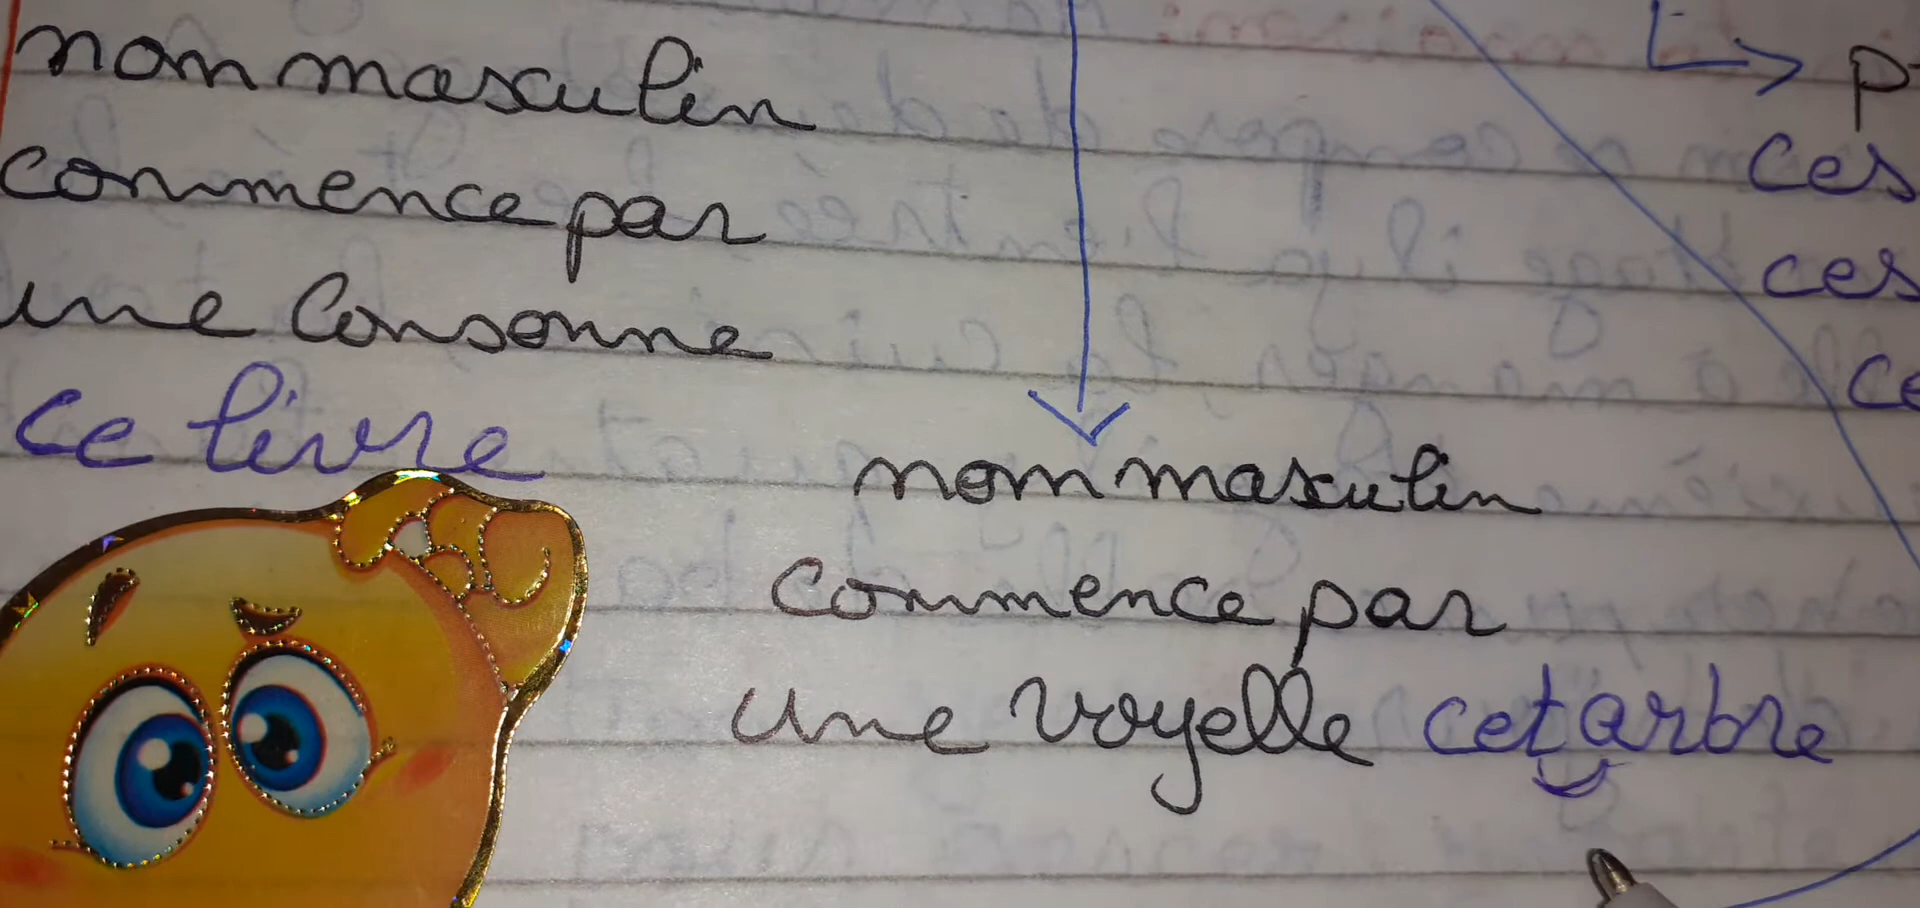 nom masculin
commence par
une consonne
ce livre
nom masculin
commence par
une voyelle cet arbre
ces
ces